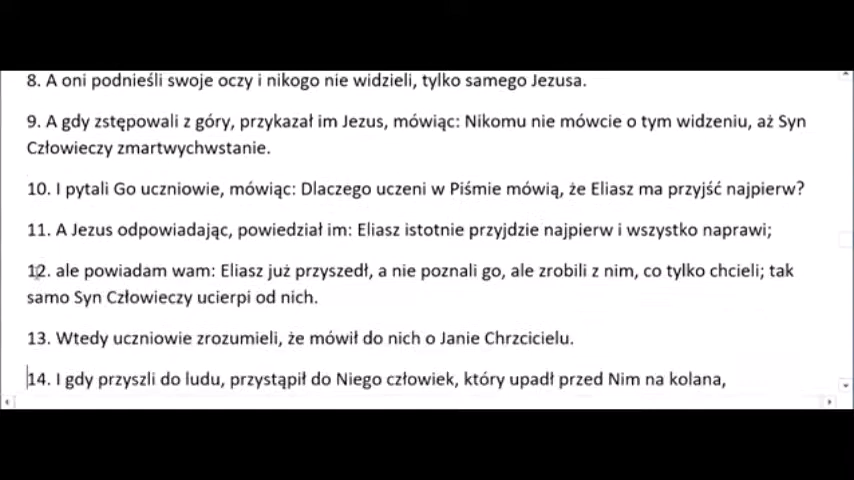 8. A oni podnieśli swoje oczy i nikogo nie widzieli, tylko samego Jezusa.
9. A gdy zstępowali z góry, przykazał im Jezus, mówiąc: Nikomu nie mówcie o tym widzeniu, aż Syn
Człowieczy zmartwychwstanie.
10. I pytali Go uczniowie, mówiąc: Dlaczego uczeni w Piśmie mówią, że Eliasz ma przyjść najpierw?
11. A Jezus odpowiadając, powiedział im: Eliasz istotnie przyjdzie najpierw i wszystko naprawi;
12. ale powiadam wam: Eliasz już przyszedł, a nie poznali go, ale zrobili z nim, co tylko chcieli; tak
samo Syn Człowieczy ucierpi od nich.
13. Wtedy uczniowie zrozumieli, że mówił do nich o Janie Chrzcicielu.
14. I gdy przyszli do ludu, przystąpił do Niego człowiek, który upadł przed Nim na kolana,